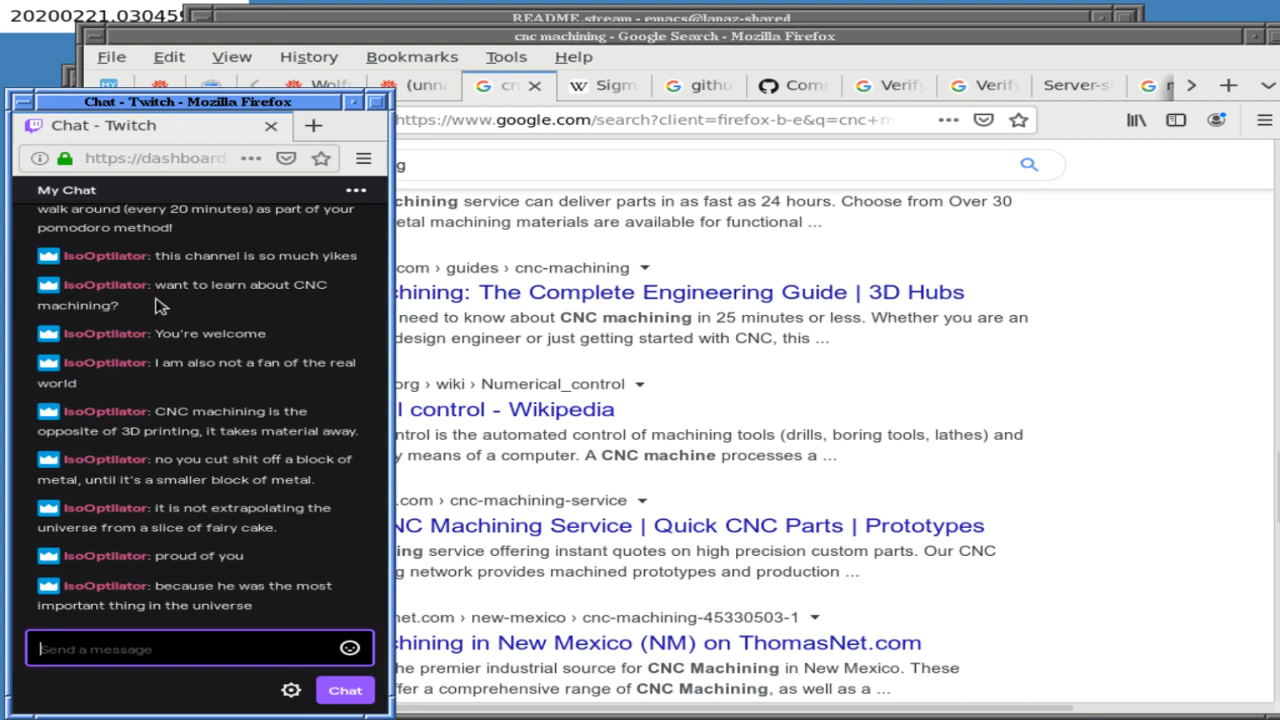 20200221.03045
README.stream - emacs@lanaz-shared
cnc machining - Google Search - Mozilla Firefox
File Edit View History Bookmarks Tools Help
Wolf
(unn
cn
Sigm
githu
Com
Verify
Verify
Server-s
Chat - Twitch - Mozilla Firefox
Chat - Twitch
https://www.google.com/search?client=firefox-b-e&q=cnc+m
https://dashboard.
g
My Chat
walk around (every 20 minutes) as part of your
pomodoro method!
IsoOptilator: this channel is so much yikes
IsoOptilator: want to learn about CNC
machining?
IsoOptilator: You're welcome
IsoOptilator: I am also not a fan of the real
world
IsoOptilator: CNC machining is the
opposite of 3D printing, it takes material away.
IsoOptilator: no you cut shit off a block of
metal, until it's a smaller block of metal.
IsoOptilator: it is not extrapolating the
universe from a slice of fairy cake.
IsoOptilator: proud of you
IsoOptilator: because he was the most
important thing in the universe
Send a message
Chat
chining service can deliver parts in as fast as 24 hours. Choose from Over 30
etal machining materials are available for functional ...
com › guides › cnc-machining
hining: The Complete Engineering Guide | 3D Hubs
need to know about CNC machining in 25 minutes or less. Whether you are an
design engineer or just getting started with CNC, this ...
org › wiki › Numerical_control
l control - Wikipedia
ntrol is the automated control of machining tools (drills, boring tools, lathes) and
y means of a computer. A CNC machine processes a ...
.com › cnc-machining-service
NC Machining Service | Quick CNC Parts | Prototypes
ing service offering instant quotes on high precision custom parts. Our CNC
g network provides machined prototypes and production ...
net.com › new-mexico › cnc-machining-45330503-1
hining in New Mexico (NM) on ThomasNet.com
he premier industrial source for CNC Machining in New Mexico. These
ffer a comprehensive range of CNC Machining, as well as a ...